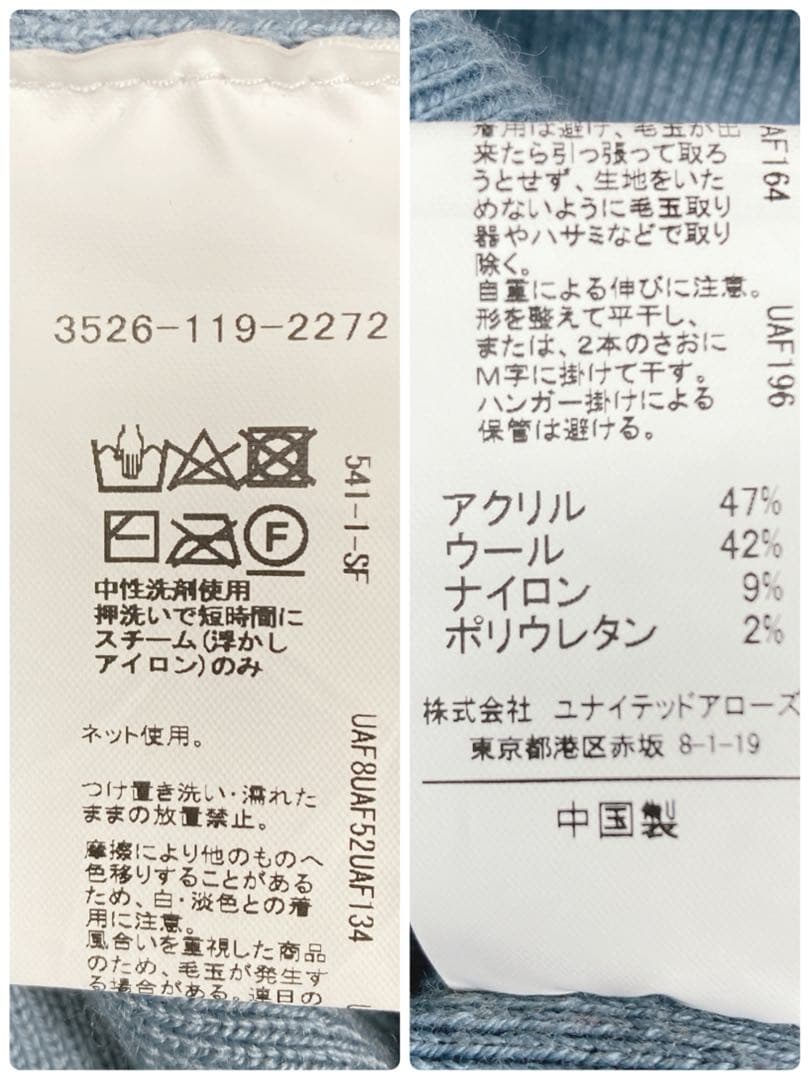 3526-119-2272
541-1-SF
F
中性洗剤使用
押洗いで短時間に
スチーム(浮かし
アイロン)のみ
ネット使用。
つけ置き洗い・濡れた
ままの放置禁止。
摩擦により他のものへ
色移りすることがある
ため、白・淡色との着
用に注意。
風合いを重視した商品
のため、毛玉が発生す
る場合がある。連日の
UAF8UAF52UAF134
着用は避け、毛玉が出
来たら引っ張って取ろ
うとせず、生地をいた
めないように毛玉取り
器やハサミなどで取り
除く。
自重による伸びに注意。
形を整えて平干し、
または、2本のさおに
M字に掛けて干す。
ハンガー掛けによる
保管は避ける。
AF164
UAF196
アクリル 47%
ウール 42%
ナイロン 9%
ポリウレタン 2%
株式会社 ユナイテッドアローズ
東京都港区赤坂 8-1-19
中国製